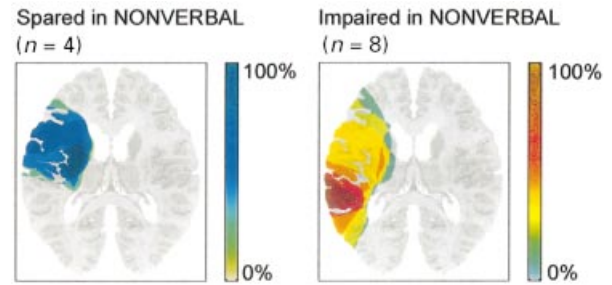 Spared in NONVERBAL
(n = 4)
100%
0%
Impaired in NONVERBAL
(n = 8)
100%
0%